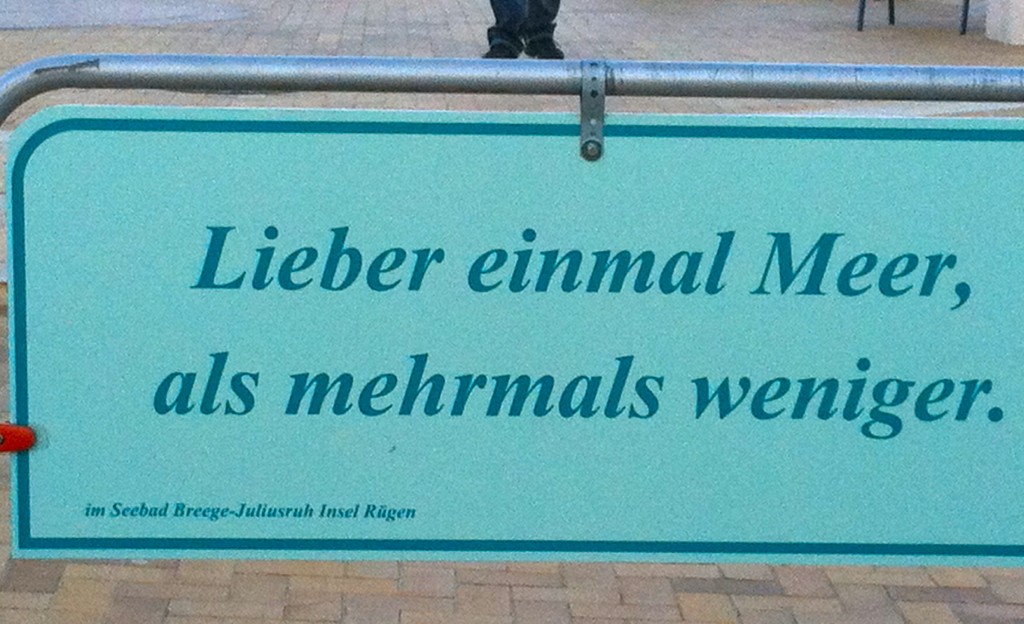 Lieber einmal Meer,
als mehrmals weniger.
im Seebad Breege-Juliusruh Insel Rügen